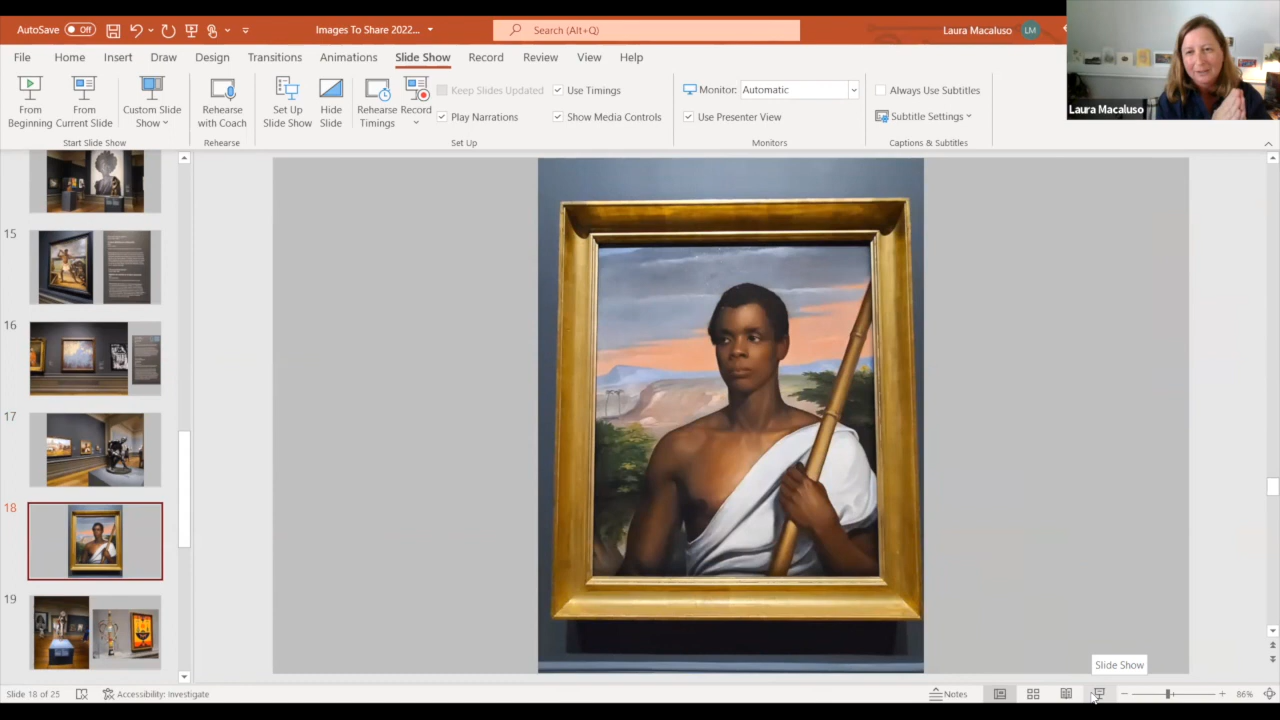 AutoSave Off
Images To Share 2022...
Search (Alt+Q)
Laura Macaluso LM
File Home Insert Draw Design Transitions Animations Slide Show Record Review View Help
From Beginning
From Current Slide
Custom Slide Show
Rehearse with Coach
Set Up Slide Show
Hide Slide
Rehearse Timings
Record
Keep Slides Updated
Use Timings
Play Narrations
Show Media Controls
Monitor: Automatic
Use Presenter View
Always Use Subtitles
Subtitle Settings
Start Slide Show
Rehearse
Set Up
Monitors
Captions & Subtitles
Laura Macaluso
15
16
17
18
19
Slide Show
Slide 18 of 25
Accessibility: Investigate
Notes
86%